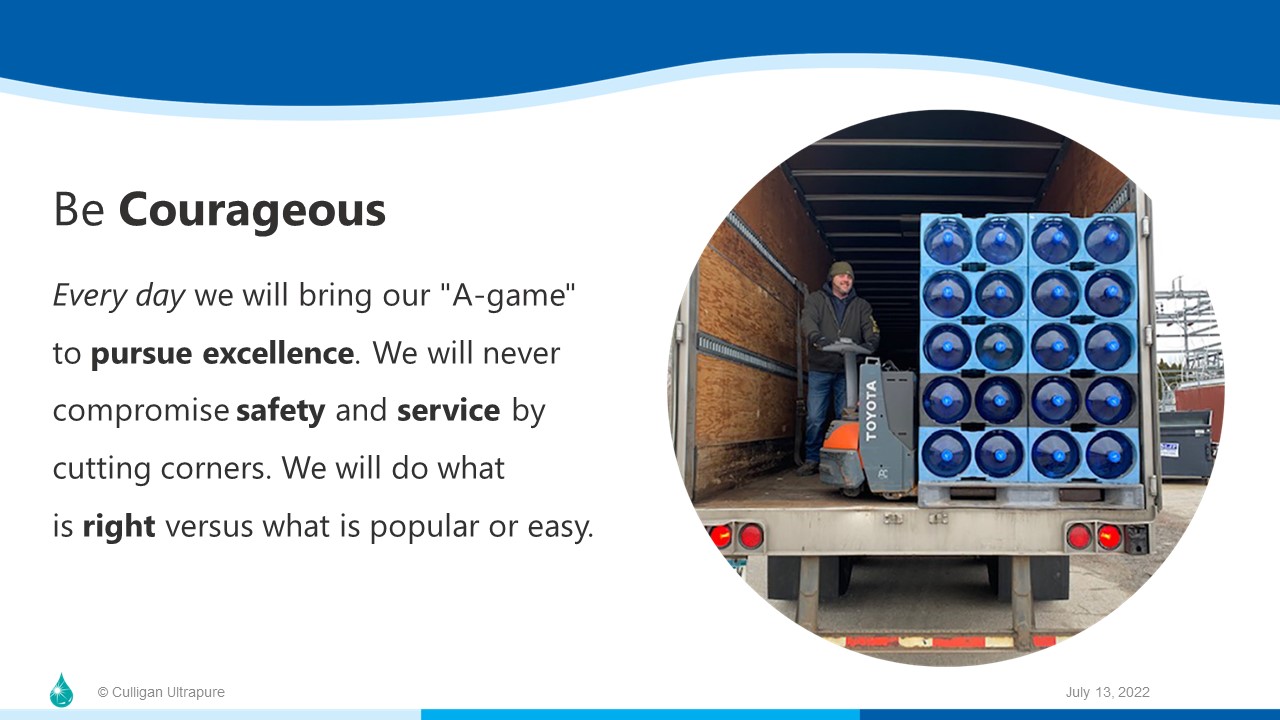 Be Courageous
Every day we will bring our "A-game"
to pursue excellence. We will never
compromise safety and service by
cutting corners. We will do what
is right versus what is popular or easy.
TOYOTA
© Culligan Ultrapure
July 13, 2022